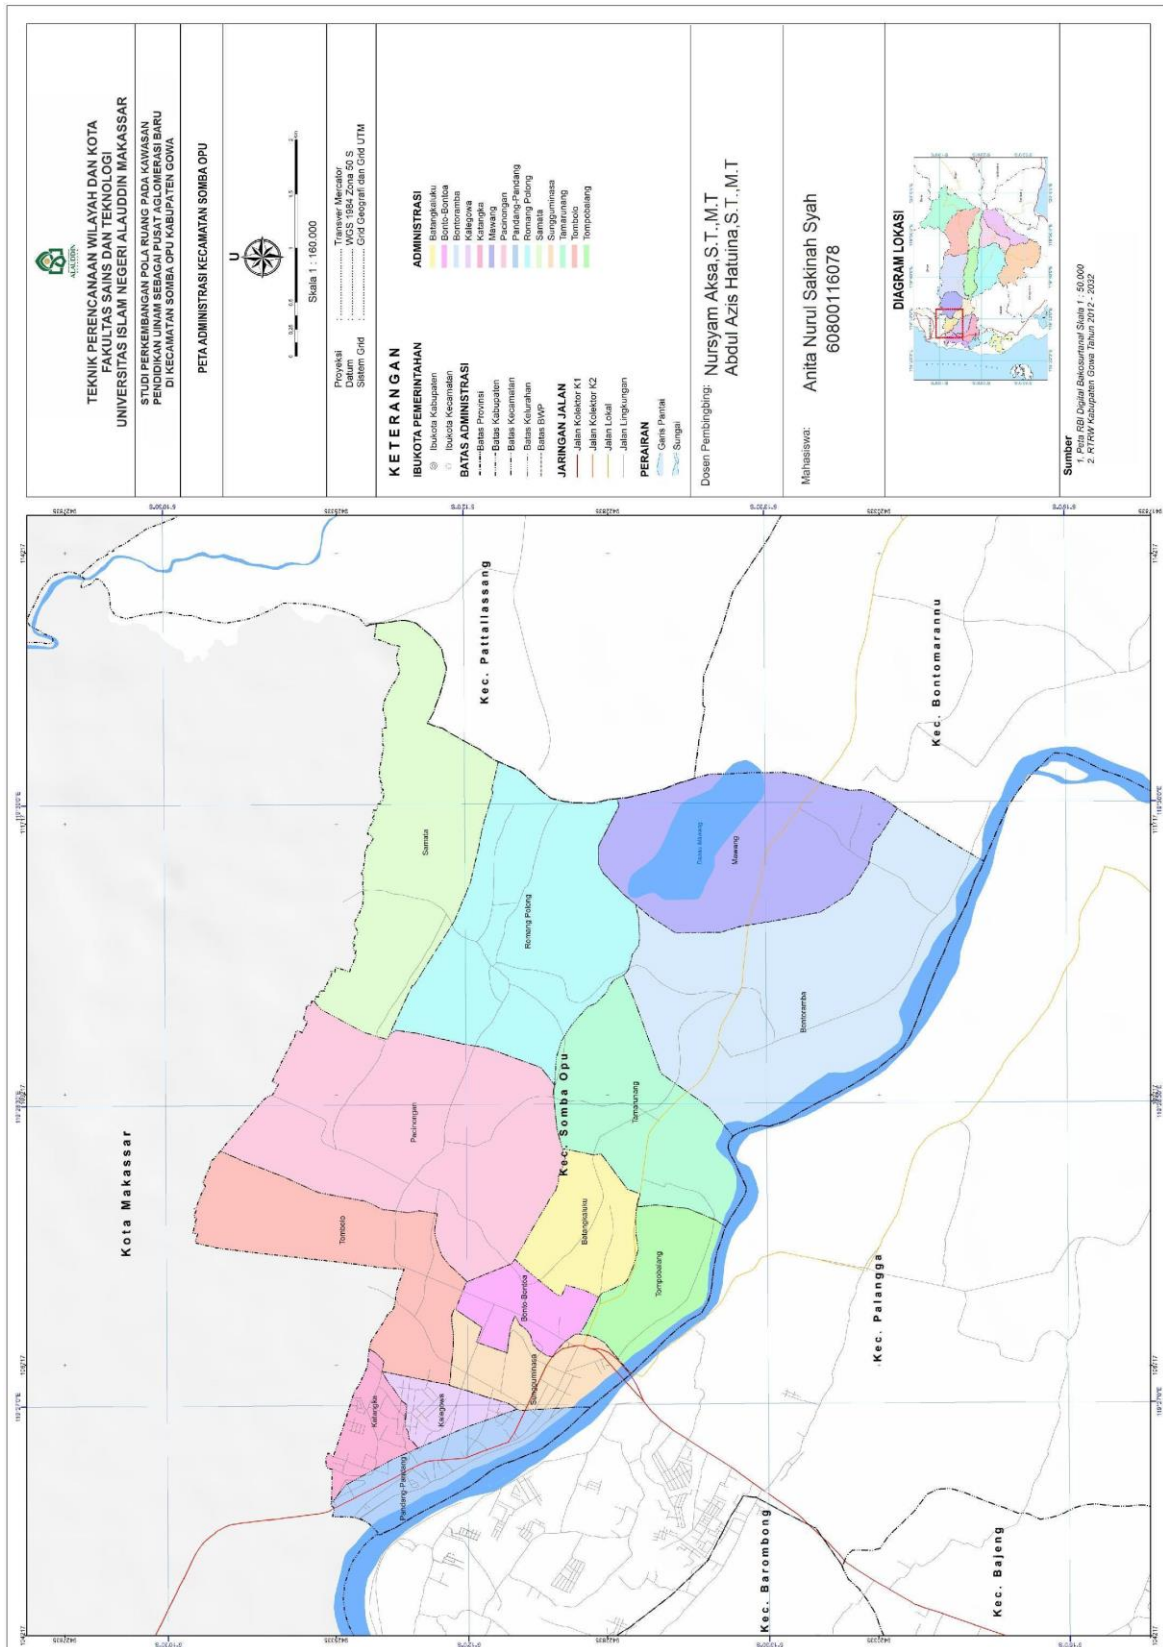 ALAUDDIN
TEKNIK PERENCANAAN WILAYAH DAN KOTA
FAKULTAS SAINS DAN TEKNOLOGI
UNIVERSITAS ISLAM NEGERI ALAUDDIN MAKASSAR
STUDI PERKEMBANGAN POLA RUANG PADA KAWASAN
PENDIDIKAN UINAM SEBAGAI PUSAT AGLOMERASI BARU
DI KECAMATAN SOMBA OPU KABUPATEN GOWA
PETA ADMINISTRASI KECAMATAN SOMBA OPU
U
Skala 1 : 160.000
Proyeksi : Transver Mercator
Datum : WGS 1984 Zona 50 S
Sistem Grid : Grid Geografi dan Grid UTM
KETERANGAN
IBUKOTA PEMERINTAHAN
Ibukota Kabupaten
Ibukota Kecamatan
BATAS ADMINISTRASI
Batas Provinsi
Batas Kabupaten
Batas Kecamatan
Batas Kelurahan
Batas BWP
JARINGAN JALAN
Jalan Kolektor K1
Jalan Kolektor K2
Jalan Lokal
Jalan Lingkungan
PERAIRAN
Garis Pantai
Sungai
ADMINISTRASI
Batangkaluku
Bonto-Bontoa
Bontoramba
Kalegowa
Katangka
Mawang
Pacinongan
Pandang-Pandang
Romang Polong
Samata
Sungguminasa
Tamarunang
Tombolo
Tompobalang
Dosen Pembingbing: Nursyam Aksa,S.T.,M.T
Abdul Azis Hatuina,S.T.,M.T
Mahasiswa: Anita Nurul Sakinah Syah
60800116078
DIAGRAM LOKASI
Sumber
1. Peta RBI Digital Bakosurtanal Skala 1 : 50.000
2. RTRW Kabupaten Gowa Tahun 2012 - 2032
Kota Makassar
Kec. Pattallassang
Kec. Bontomarannu
Kec. Somba Opu
Kec. Palangga
Kec. Barombong
Kec. Bajeng
Samata
Romang Polong
Danau Mawang
Mawang
Bontoramba
Pacinongan
Tamarunang
Tombolo
Batangkaluku
Tompobalang
Bonto-Bontoa
Sungguminasa
Katangka
Kalegowa
Pandang-Pandang